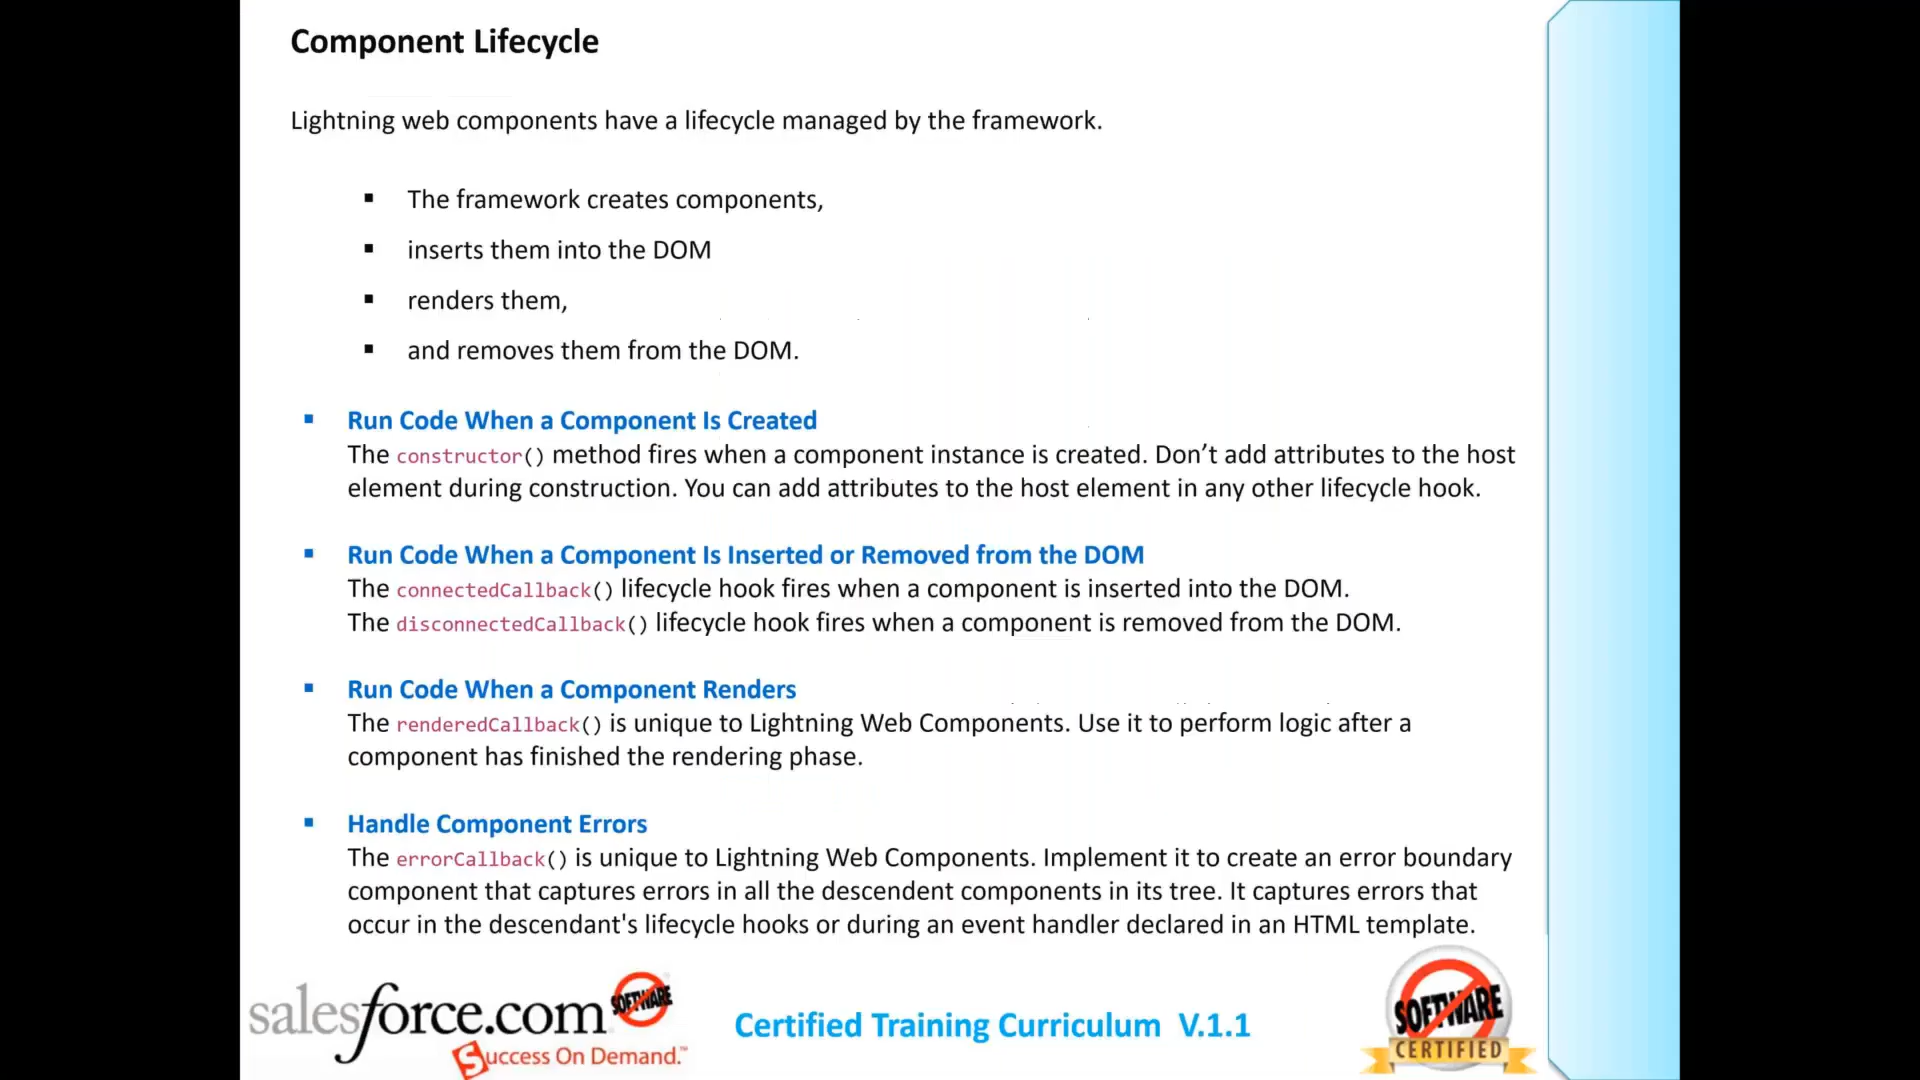 Component Lifecycle
Lightning web components have a lifecycle managed by the framework.
▪ The framework creates components,
▪ inserts them into the DOM
▪ renders them,
▪ and removes them from the DOM.
▪ Run Code When a Component Is Created
The constructor() method fires when a component instance is created. Don’t add attributes to the host
element during construction. You can add attributes to the host element in any other lifecycle hook.
▪ Run Code When a Component Is Inserted or Removed from the DOM
The connectedCallback() lifecycle hook fires when a component is inserted into the DOM.
The disconnectedCallback() lifecycle hook fires when a component is removed from the DOM.
▪ Run Code When a Component Renders
The renderedCallback() is unique to Lightning Web Components. Use it to perform logic after a
component has finished the rendering phase.
▪ Handle Component Errors
The errorCallback() is unique to Lightning Web Components. Implement it to create an error boundary
component that captures errors in all the descendent components in its tree. It captures errors that
occur in the descendant's lifecycle hooks or during an event handler declared in an HTML template.
salesforce.com SOFTWARE
Success On Demand.™
Certified Training Curriculum V.1.1
SOFTWARE
CERTIFIED